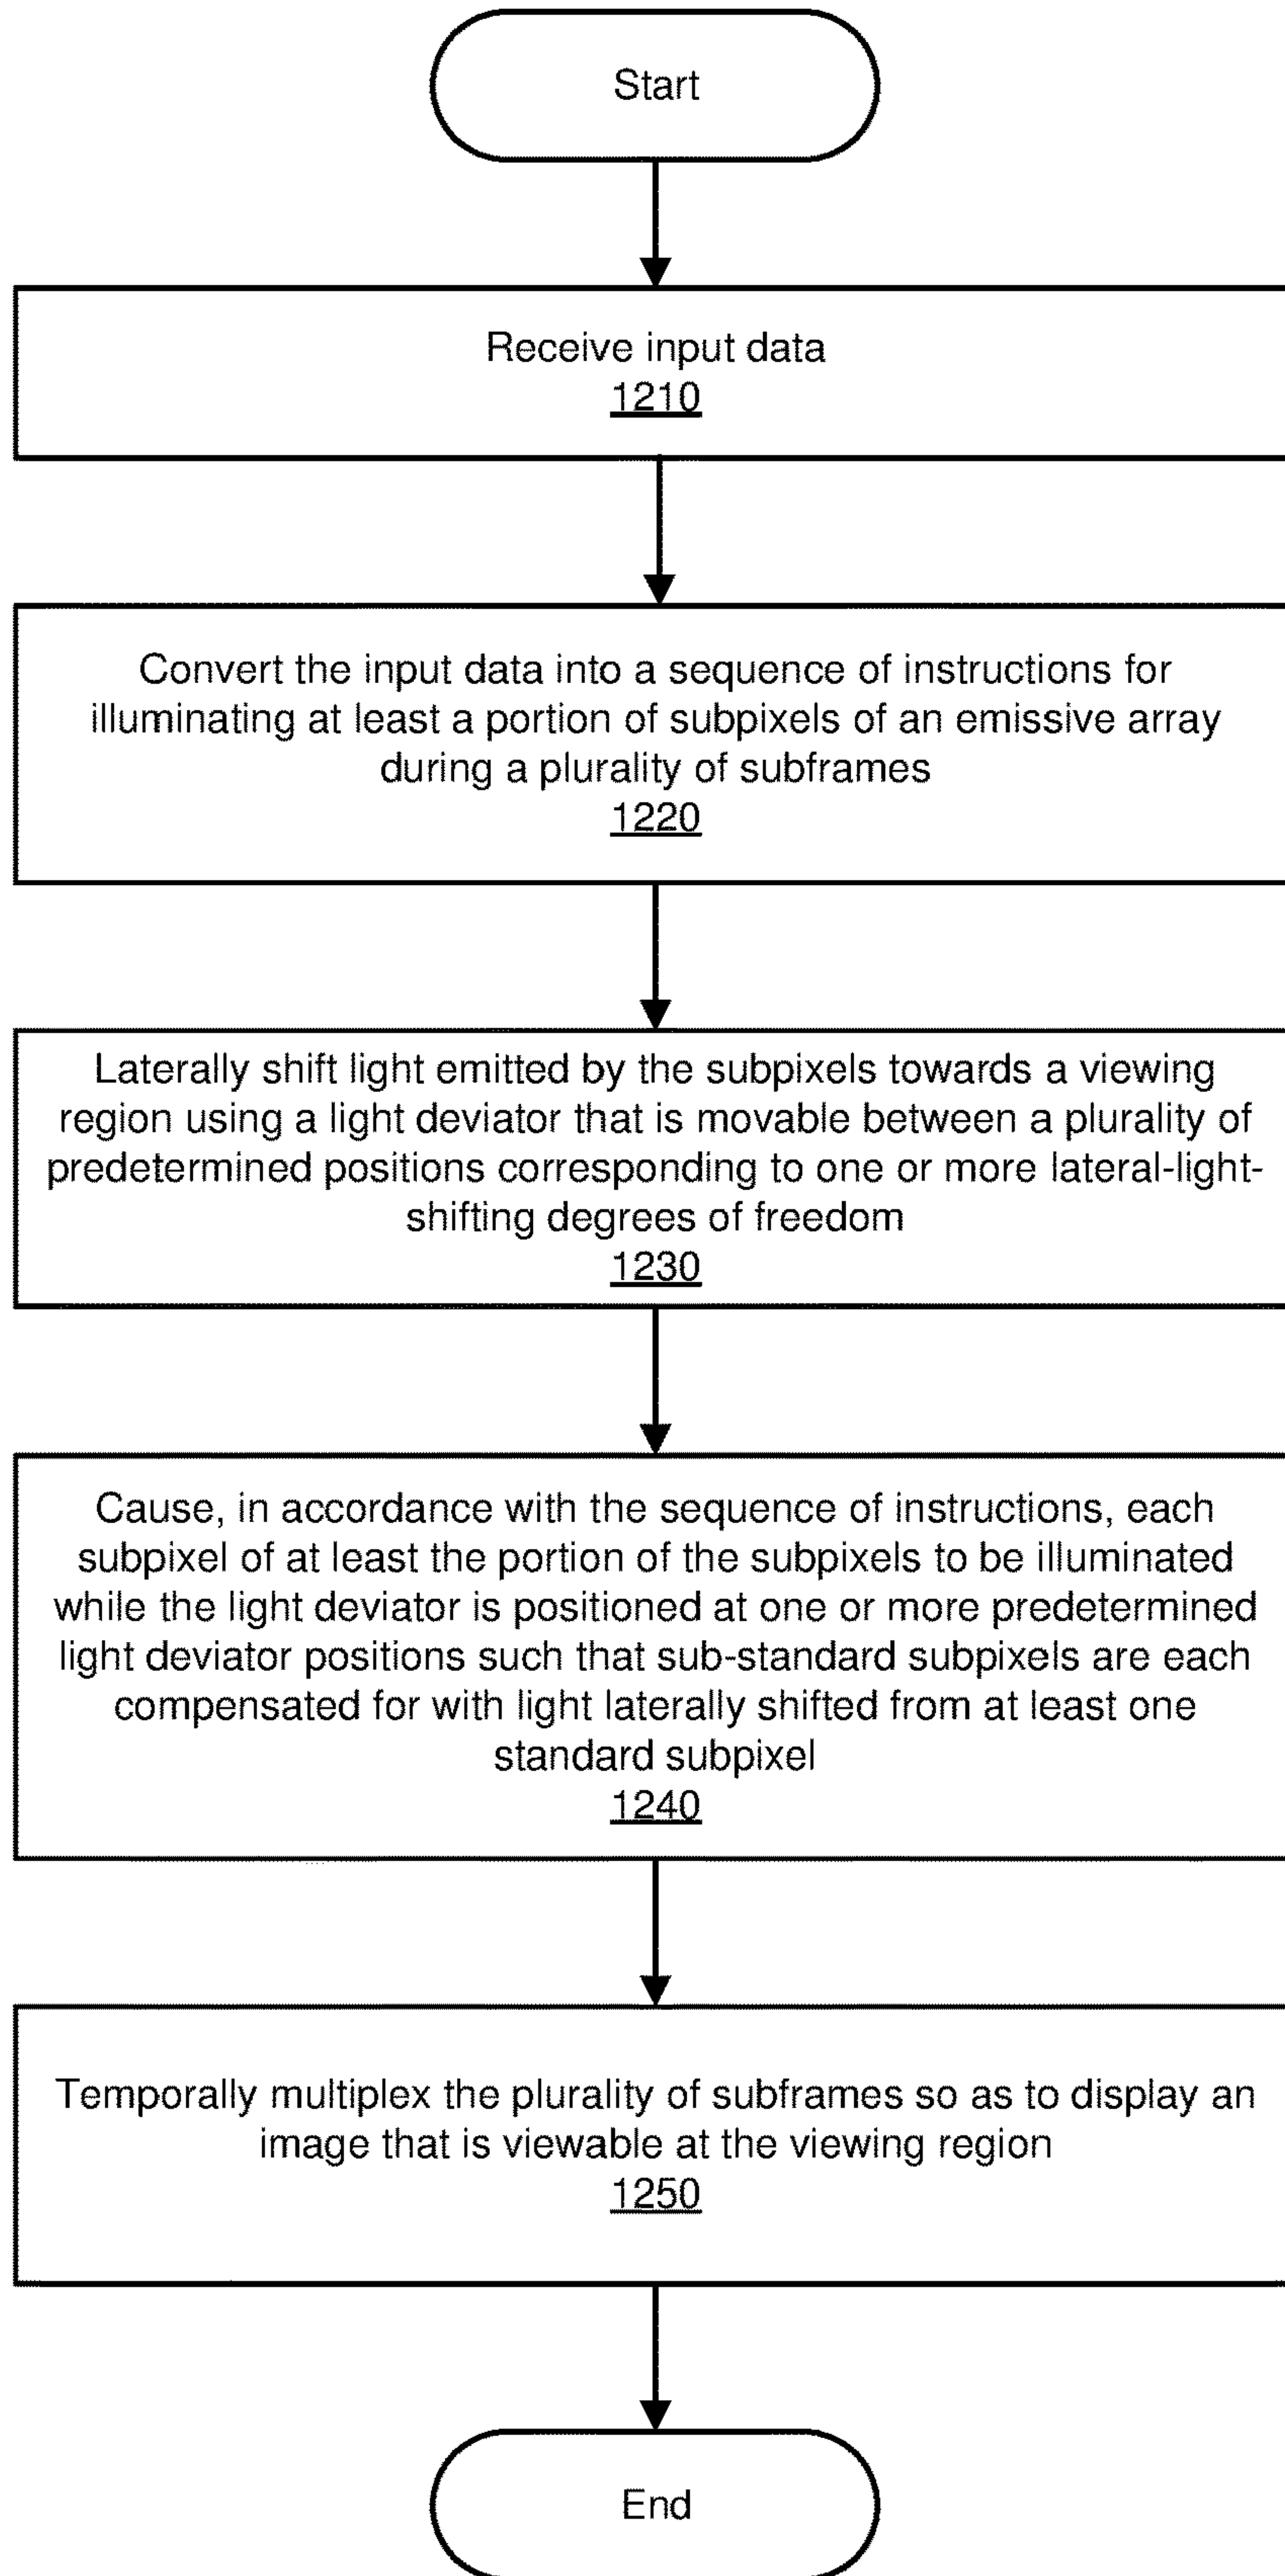 Start
Receive input data
1210
Convert the input data into a sequence of instructions for
illuminating at least a portion of subpixels of an emissive array
during a plurality of subframes
1220
Laterally shift light emitted by the subpixels towards a viewing
region using a light deviator that is movable between a plurality of
predetermined positions corresponding to one or more lateral-light-
shifting degrees of freedom
1230
Cause, in accordance with the sequence of instructions, each
subpixel of at least the portion of the subpixels to be illuminated
while the light deviator is positioned at one or more predetermined
light deviator positions such that sub-standard subpixels are each
compensated for with light laterally shifted from at least one
standard subpixel
1240
Temporally multiplex the plurality of subframes so as to display an
image that is viewable at the viewing region
1250
End